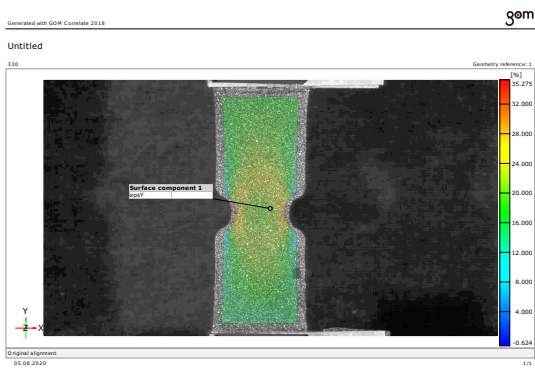 Generated with GOM Correlate 2018
gom
Untitled
330
Geometry reference: 1
[%]
35.275
32.000
28.000
24.000
20.000
16.000
12.000
8.000
4.000
-0.624
Surface component 1
epsY
Y
Z
X
Original alignment
05.08.2020
1/1